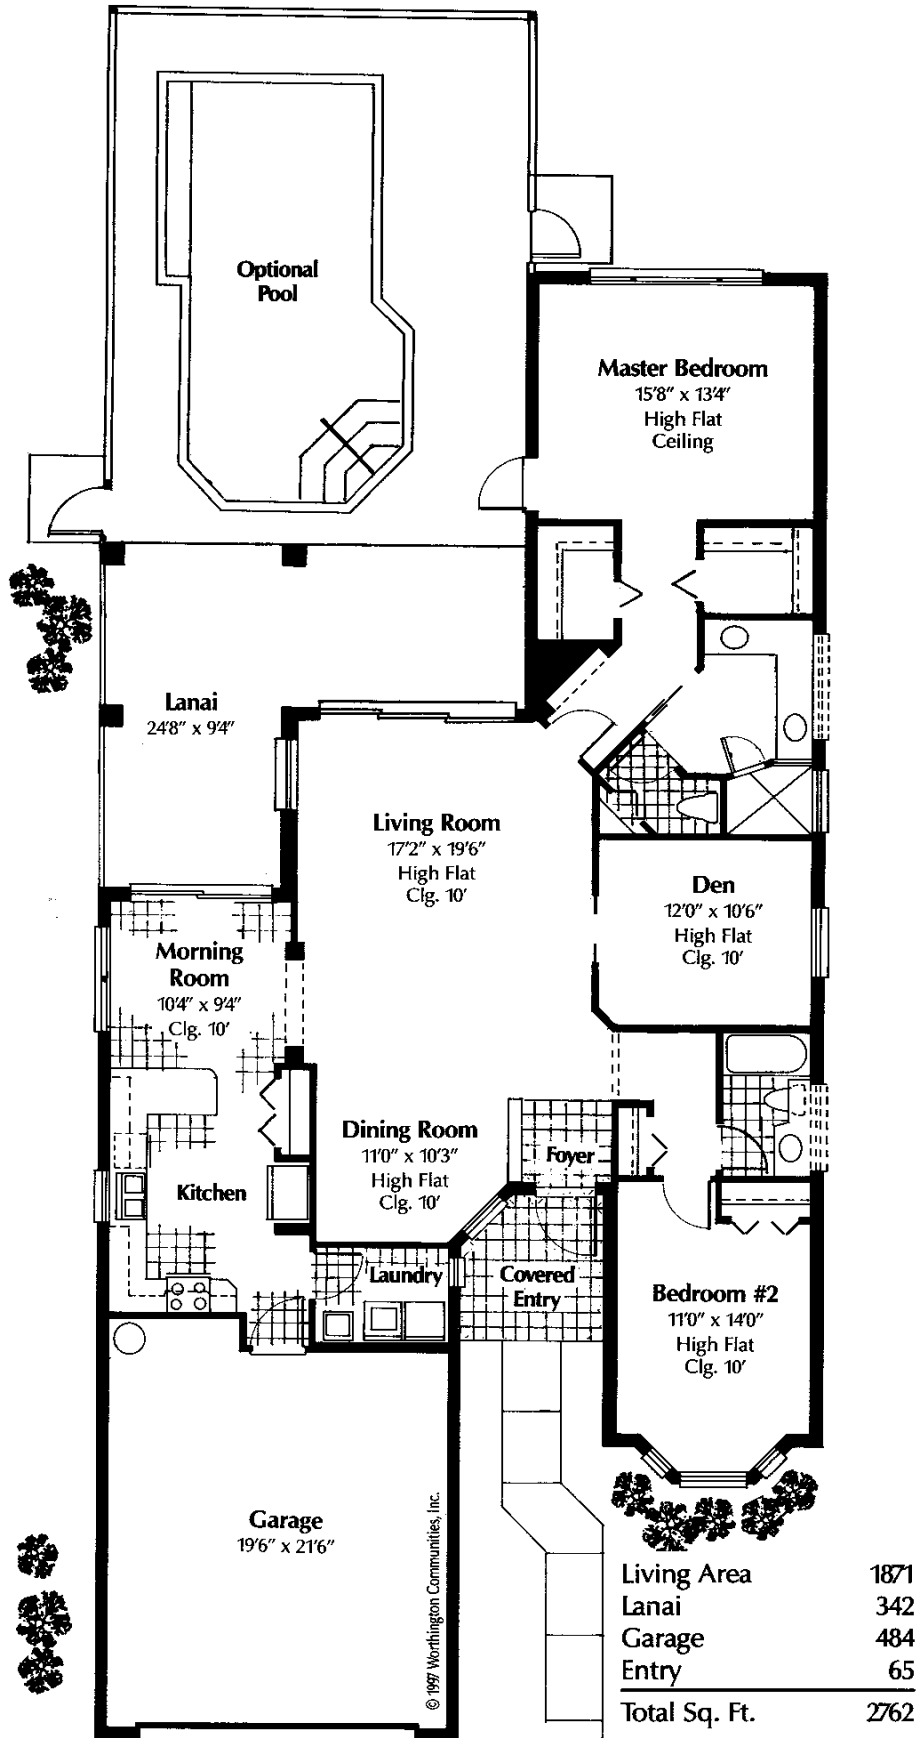 Optional
Pool
Master Bedroom
15'8" x 13'4"
High Flat
Ceiling
Lanai
24'8" x 9'4"
Living Room
17'2" x 19'6"
High Flat
Clg. 10'
Den
12'0" x 10'6"
High Flat
Clg. 10'
Morning
Room
10'4" x 9'4"
Clg. 10'
Dining Room
11'0" x 10'3"
High Flat
Clg. 10'
Foyer
Kitchen
Laundry
Covered
Entry
Bedroom #2
11'0" x 14'0"
High Flat
Clg. 10'
Garage
19'6" x 21'6"
© 1997 Worthington Communities, Inc.
Living Area 1871
Lanai 342
Garage 484
Entry 65
Total Sq. Ft. 2762